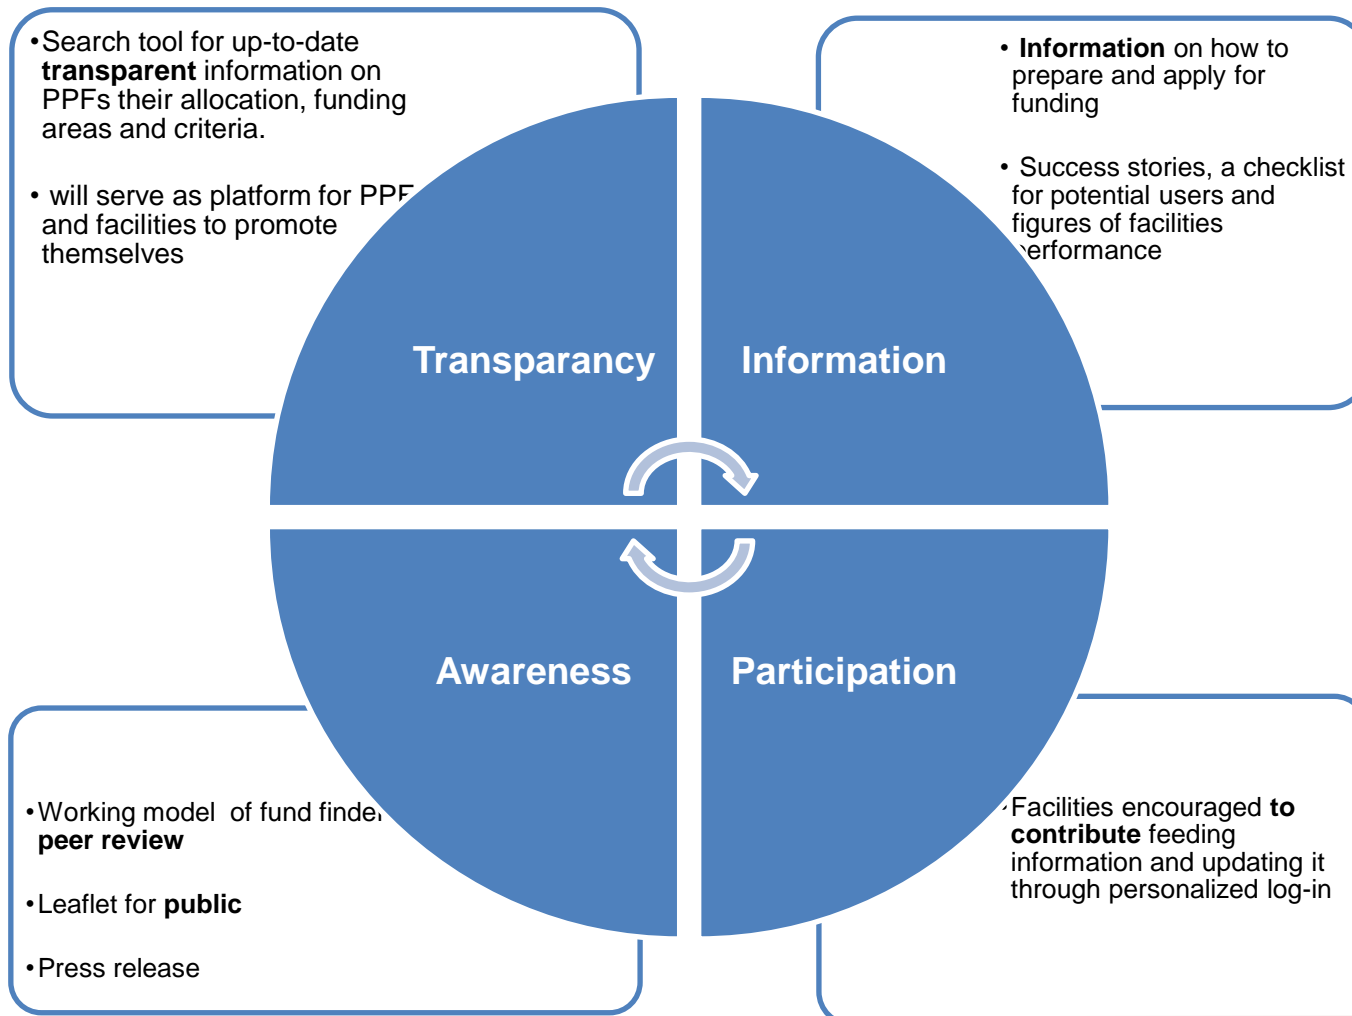 •Search tool for up-to-date
transparent information on
PPFs their allocation, funding
areas and criteria.
• will serve as platform for
and facilities to promote
themselves
• Information on how to
prepare and apply for
funding
• Success stories, a checklist
for potential users and
figures of facilities
performance
Transparancy
Information
Awareness
Participation
•Working model of fund finder
peer review
•Leaflet for public
•Press release
•Facilities encouraged to
contribute feeding
information and updating it
through personalized log-in